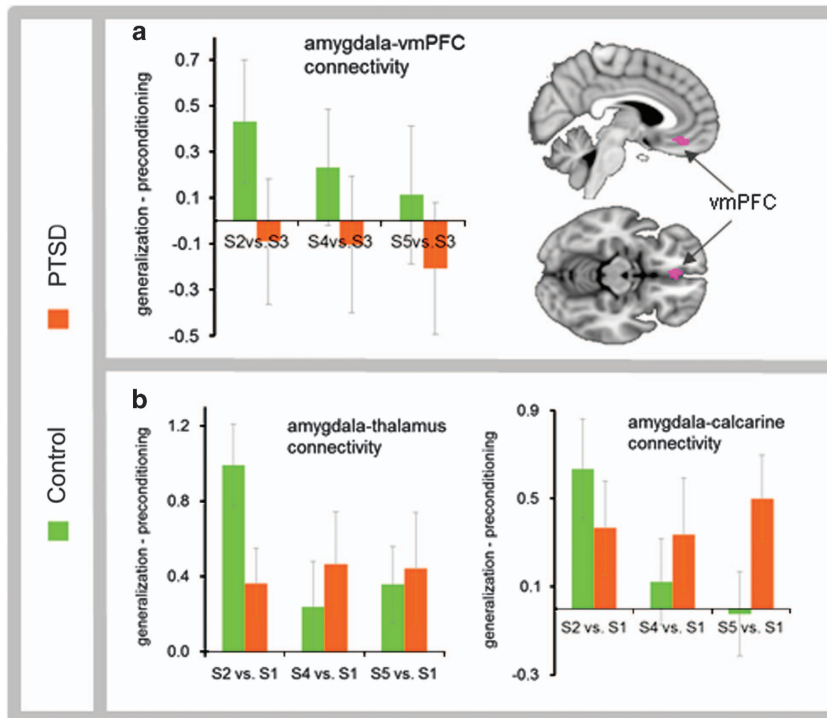 PTSD
Control
a
amygdala-vmPFC
connectivity
generalization - preconditioning
0.7
0.5
0.3
0.1
-0.1
-0.3
-0.5
S2vs.S3
S4vs.S3
S5vs.S3
vmPFC
b
amygdala-thalamus
connectivity
generalization - preconditioning
1.2
0.8
0.4
0.0
S2 vs. S1
S4 vs. S1
S5 vs. S1
amygdala-calcarine
connectivity
generalization - preconditioning
0.9
0.5
0.1
-0.3
S2 vs. S1
S4 vs. S1
S5 vs. S1